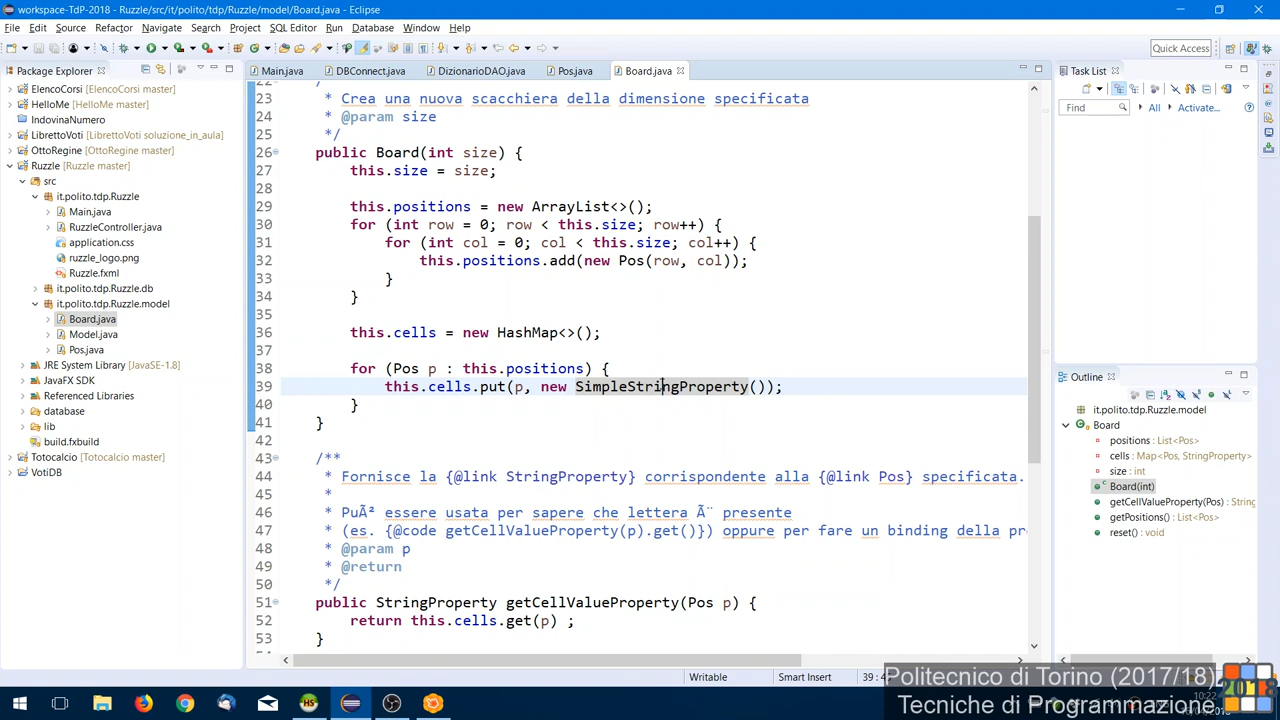 workspace-TdP-2018 - Ruzzle/src/it/polito/tdp/Ruzzle/model/Board.java - Eclipse
File Edit Source Refactor Navigate Search Project SQL Editor Run Database Window Help
Quick Access
Package Explorer
ElencoCorsi [ElencoCorsi master]
HelloMe [HelloMe master]
IndovinaNumero
LibrettoVoti [LibrettoVoti soluzione_in_aula]
OttoRegine [OttoRegine master]
Ruzzle [Ruzzle master]
src
it.polito.tdp.Ruzzle
Main.java
RuzzleController.java
application.css
ruzzle_logo.png
Ruzzle.fxml
it.polito.tdp.Ruzzle.db
it.polito.tdp.Ruzzle.model
Board.java
Model.java
Pos.java
JRE System Library [JavaSE-1.8]
JavaFX SDK
Referenced Libraries
database
lib
build.fxbuild
Totocalcio [Totocalcio master]
VotiDB
Main.java DBConnect.java DizionarioDAO.java Pos.java Board.java
23 * Crea una nuova scacchiera della dimensione specificata
24 * @param size
25 */
26 public Board(int size) {
27 this.size = size;
28
29 this.positions = new ArrayList<>();
30 for (int row = 0; row < this.size; row++) {
31 for (int col = 0; col < this.size; col++) {
32 this.positions.add(new Pos(row, col));
33 }
34 }
35
36 this.cells = new HashMap<>();
37
38 for (Pos p : this.positions) {
39 this.cells.put(p, new SimpleStringProperty());
40 }
41 }
42
43 /**
44 * Fornisce la {@link StringProperty} corrispondente alla {@link Pos} specificata.
45 *
46 * PuÃ² essere usata per sapere che lettera Ã¨ presente
47 * (es. {@code getCellValueProperty(p).get()}) oppure per fare un binding della pr
48 * @param p
49 * @return
50 */
51 public StringProperty getCellValueProperty(Pos p) {
52 return this.cells.get(p) ;
53 }
Task List
Find All Activate...
Outline
it.polito.tdp.Ruzzle.model
Board
positions : List<Pos>
cells : Map<Pos, StringProperty>
size : int
Board(int)
getCellValueProperty(Pos) : String
getPositions() : List<Pos>
reset() : void
Writable Smart Insert 39 : 4
Politecnico di Torino (2017/18)
Tecniche di Programmazione
2018
10:22